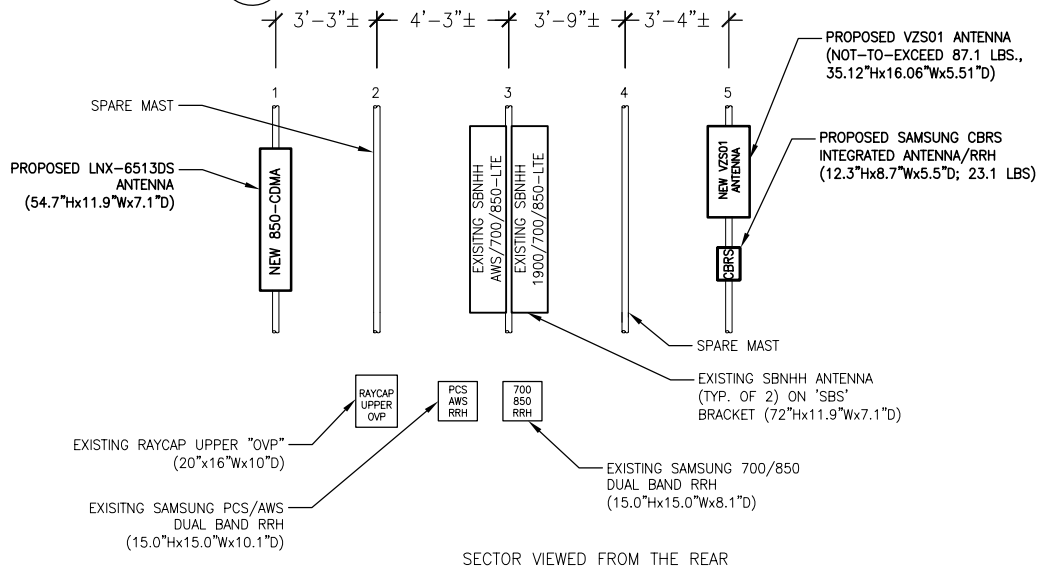 3'-3"± 4'-3"± 3'-9"± 3'-4"±
1 2 3 4 5
PROPOSED VZS01 ANTENNA
(NOT-TO-EXCEED 87.1 LBS.,
35.12"Hx16.06"Wx5.51"D)
SPARE MAST
PROPOSED SAMSUNG CBRS
INTEGRATED ANTENNA/RRH
(12.3"Hx8.7"Wx5.5"D; 23.1 LBS)
PROPOSED LNX-6513DS
ANTENNA
(54.7"Hx11.9"Wx7.1"D)
NEW 850-CDMA
EXISITNG SBNHH
AWS/700/850-LTE
EXISITNG SBNHH
1900/700/850-LTE
NEW VZS01
ANTENNA
CBRS
SPARE MAST
RAYCAP
UPPER
OVP
PCS
AWS
RRH
700
850
RRH
EXISTING SBNHH ANTENNA
(TYP. OF 2) ON 'SBS'
BRACKET (72"Hx11.9"Wx7.1"D)
EXISTING RAYCAP UPPER "OVP"
(20"x16"Wx10"D)
EXISTING SAMSUNG 700/850
DUAL BAND RRH
(15.0"Hx15.0"Wx8.1"D)
EXISITNG SAMSUNG PCS/AWS
DUAL BAND RRH
(15.0"Hx15.0"Wx10.1"D)
SECTOR VIEWED FROM THE REAR